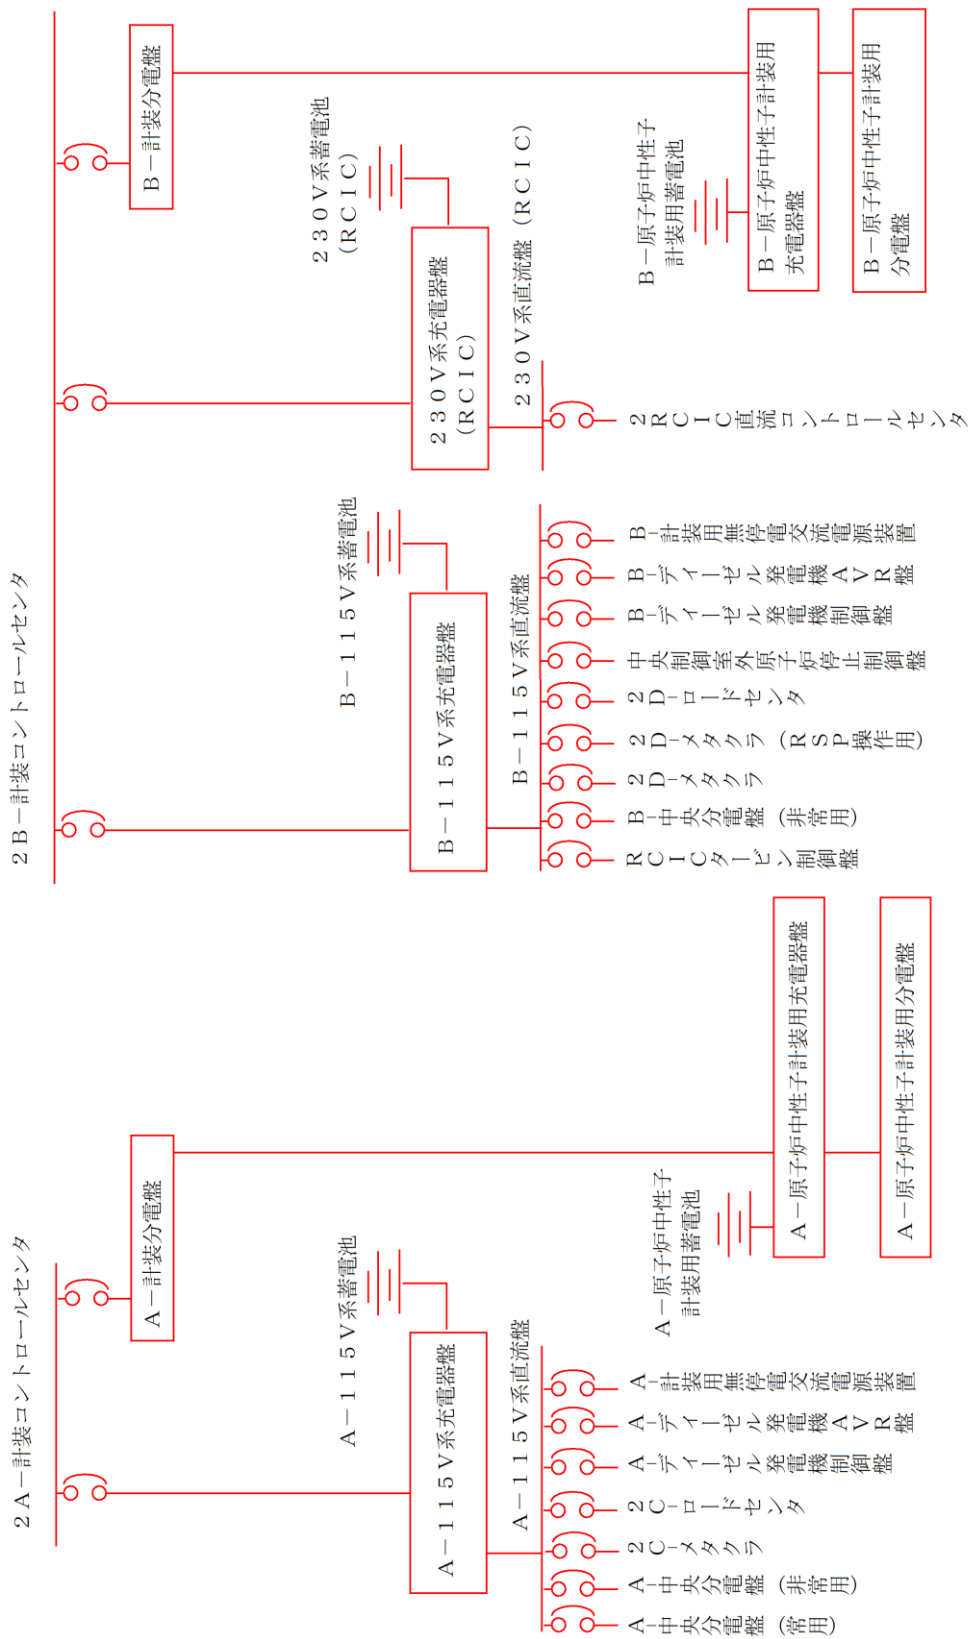 2A－計装コントロールセンタ
A－計装分電盤
A－115V系蓄電池
A－115V系充電器盤
A－115V系直流盤
A－中央分電盤（常用）
A－中央分電盤（非常用）
2C－メタクラ
2C－ロードセンタ
A－ディーゼル発電機制御盤
A－ディーゼル発電機AVR盤
A－計装用無停電交流電源装置
A－原子炉中性子
計装用蓄電池
A－原子炉中性子計装用充電器盤
A－原子炉中性子計装用分電盤
2B－計装コントロールセンタ
B－計装分電盤
B－115V系蓄電池
B－115V系充電器盤
B－115V系直流盤
RCICタービン制御盤
B－中央分電盤（非常用）
2D－メタクラ
2D－メタクラ（RSP操作用）
2D－ロードセンタ
中央制御室外原子炉停止制御盤
B－ディーゼル発電機制御盤
B－ディーゼル発電機AVR盤
B－計装用無停電交流電源装置
230V系蓄電池
（RCIC）
230V系充電器盤
（RCIC）
230V系直流盤（RCIC）
2RCIC直流コントロールセンタ
B－原子炉中性子
計装用蓄電池
B－原子炉中性子計装用
充電器盤
B－原子炉中性子計装用
分電盤